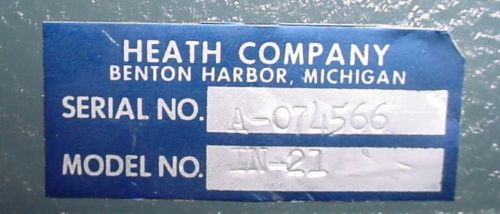 HEATH COMPANY
BENTON HARBOR, MICHIGAN
SERIAL NO. A-074566
MODEL NO. IN-21